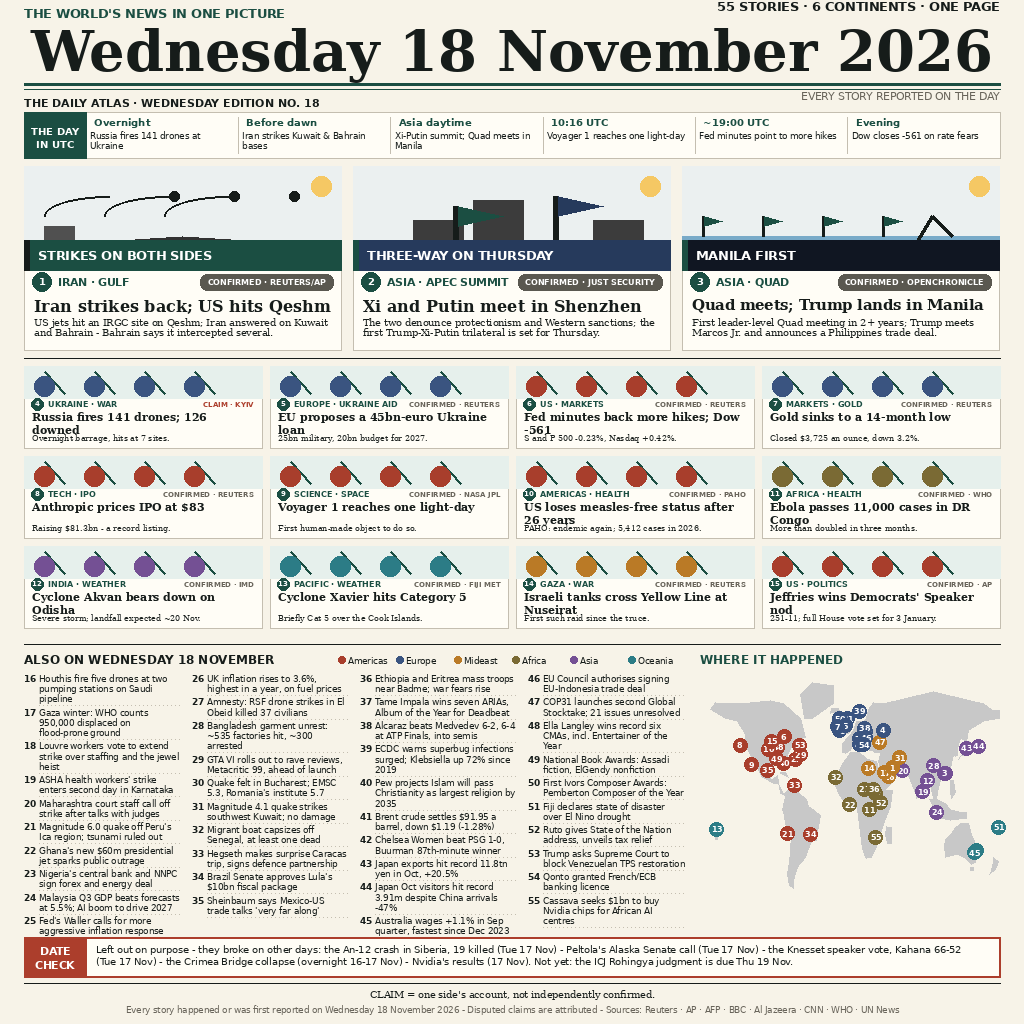 THE WORLD'S NEWS IN ONE PICTURE
55 STORIES · 6 CONTINENTS · ONE PAGE
Wednesday 18 November 2026
THE DAILY ATLAS · WEDNESDAY EDITION NO. 18
EVERY STORY REPORTED ON THE DAY
THE DAY
IN UTC
Overnight
Russia fires 141 drones at
Ukraine
Before dawn
Iran strikes Kuwait & Bahrain
bases
Asia daytime
Xi-Putin summit; Quad meets in
Manila
10:16 UTC
Voyager 1 reaches one light-day
~19:00 UTC
Fed minutes point to more hikes
Evening
Dow closes -561 on rate fears
STRIKES ON BOTH SIDES
1 IRAN · GULF
CONFIRMED · REUTERS/AP
Iran strikes back; US hits Qeshm
US jets hit an IRGC site on Qeshm; Iran answered on Kuwait
and Bahrain - Bahrain says it intercepted several.
THREE-WAY ON THURSDAY
2 ASIA · APEC SUMMIT
CONFIRMED · JUST SECURITY
Xi and Putin meet in Shenzhen
The two denounce protectionism and Western sanctions; the
first Trump-Xi-Putin trilateral is set for Thursday.
MANILA FIRST
3 ASIA · QUAD
CONFIRMED · OPENCHRONICLE
Quad meets; Trump lands in Manila
First leader-level Quad meeting in 2+ years; Trump meets
Marcos Jr. and announces a Philippines trade deal.
4 UKRAINE · WAR
CLAIM · KYIV
Russia fires 141 drones; 126
downed
Overnight barrage, hits at 7 sites.
5 EUROPE · UKRAINE AID
CONFIRMED · REUTERS
EU proposes a 45bn-euro Ukraine
loan
25bn military, 20bn budget for 2027.
6 US · MARKETS
CONFIRMED · REUTERS
Fed minutes back more hikes; Dow
-561
S and P 500 -0.23%, Nasdaq +0.42%.
7 MARKETS · GOLD
CONFIRMED · REUTERS
Gold sinks to a 14-month low
Closed $3,725 an ounce, down 3.2%.
8 TECH · IPO
CONFIRMED · REUTERS
Anthropic prices IPO at $83
Raising $81.3bn - a record listing.
9 SCIENCE · SPACE
CONFIRMED · NASA JPL
Voyager 1 reaches one light-day
First human-made object to do so.
10 AMERICAS · HEALTH
CONFIRMED · PAHO
US loses measles-free status after
26 years
PAHO: endemic again; 5,412 cases in 2026.
11 AFRICA · HEALTH
CONFIRMED · WHO
Ebola passes 11,000 cases in DR
Congo
More than doubled in three months.
12 INDIA · WEATHER
CONFIRMED · IMD
Cyclone Akvan bears down on
Odisha
Severe storm; landfall expected ~20 Nov.
13 PACIFIC · WEATHER
CONFIRMED · FIJI MET
Cyclone Xavier hits Category 5
Briefly Cat 5 over the Cook Islands.
14 GAZA · WAR
CONFIRMED · REUTERS
Israeli tanks cross Yellow Line at
Nuseirat
First such raid since the truce.
15 US · POLITICS
CONFIRMED · AP
Jeffries wins Democrats' Speaker
nod
251-11; full House vote set for 3 January.
ALSO ON WEDNESDAY 18 NOVEMBER
Americas Europe Mideast Africa Asia Oceania
16 Houthis fire five drones at two
pumping stations on Saudi
pipeline
17 Gaza winter: WHO counts
950,000 displaced on
flood-prone ground
18 Louvre workers vote to extend
strike over staffing and the jewel
heist
19 ASHA health workers' strike
enters second day in Karnataka
20 Maharashtra court staff call off
strike after talks with judges
21 Magnitude 6.0 quake off Peru's
Ica region; tsunami ruled out
22 Ghana's new $60m presidential
jet sparks public outrage
23 Nigeria's central bank and NNPC
sign forex and energy deal
24 Malaysia Q3 GDP beats forecasts
at 5.5%; AI boom to drive 2027
25 Fed's Waller calls for more
aggressive inflation response
26 UK inflation rises to 3.6%,
highest in a year, on fuel prices
27 Amnesty: RSF drone strikes in El
Obeid killed 37 civilians
28 Bangladesh garment unrest:
~535 factories hit, ~300
arrested
29 GTA VI rolls out to rave reviews,
Metacritic 99, ahead of launch
30 Quake felt in Bucharest; EMSC
5.3, Romania's institute 5.7
31 Magnitude 4.1 quake strikes
southwest Kuwait; no damage
32 Migrant boat capsizes off
Senegal, at least one dead
33 Hegseth makes surprise Caracas
trip, signs defence partnership
34 Brazil Senate approves Lula's
$10bn fiscal package
35 Sheinbaum says Mexico-US
trade talks 'very far along'
36 Ethiopia and Eritrea mass troops
near Badme; war fears rise
37 Tame Impala wins seven ARIAs,
Album of the Year for Deadbeat
38 Alcaraz beats Medvedev 6-2, 6-4
at ATP Finals, into semis
39 ECDC warns superbug infections
surged; Klebsiella up 72% since
2019
40 Pew projects Islam will pass
Christianity as largest religion by
2035
41 Brent crude settles $91.95 a
barrel, down $1.19 (-1.28%)
42 Chelsea Women beat PSG 1-0,
Buurman 87th-minute winner
43 Japan exports hit record 11.8tn
yen in Oct, +20.5%
44 Japan Oct visitors hit record
3.91m despite China arrivals
-47%
45 Australia wages +1.1% in Sep
quarter, fastest since Dec 2023
46 EU Council authorises signing
EU-Indonesia trade deal
47 COP31 launches second Global
Stocktake; 21 issues unresolved
48 Ella Langley wins record six
CMAs, incl. Entertainer of the
Year
49 National Book Awards: Assadi
fiction, ElGendy nonfiction
50 First Ivors Composer Awards:
Pemberton Composer of the Year
51 Fiji declares state of disaster
over El Nino drought
52 Ruto gives State of the Nation
address, unveils tax relief
53 Trump asks Supreme Court to
block Venezuelan TPS restoration
54 Qonto granted French/ECB
banking licence
55 Cassava seeks $1bn to buy
Nvidia chips for African AI
centres
WHERE IT HAPPENED
39
7
38
4
54
47
6
15
53
8
49
29
9
35
33
31
14
20
32
36
22
52
11
55
28
3
12
19
24
43
44
21
34
13
51
45
DATE
CHECK
Left out on purpose - they broke on other days: the An-12 crash in Siberia, 19 killed (Tue 17 Nov) - Peltola's Alaska Senate call (Tue 17 Nov) - the Knesset speaker vote, Kahana 66-52
(Tue 17 Nov) - the Crimea Bridge collapse (overnight 16-17 Nov) - Nvidia's results (17 Nov). Not yet: the ICJ Rohingya judgment is due Thu 19 Nov.
CLAIM = one side's account, not independently confirmed.
Every story happened or was first reported on Wednesday 18 November 2026 - Disputed claims are attributed - Sources: Reuters · AP · AFP · BBC · Al Jazeera · CNN · WHO · UN News